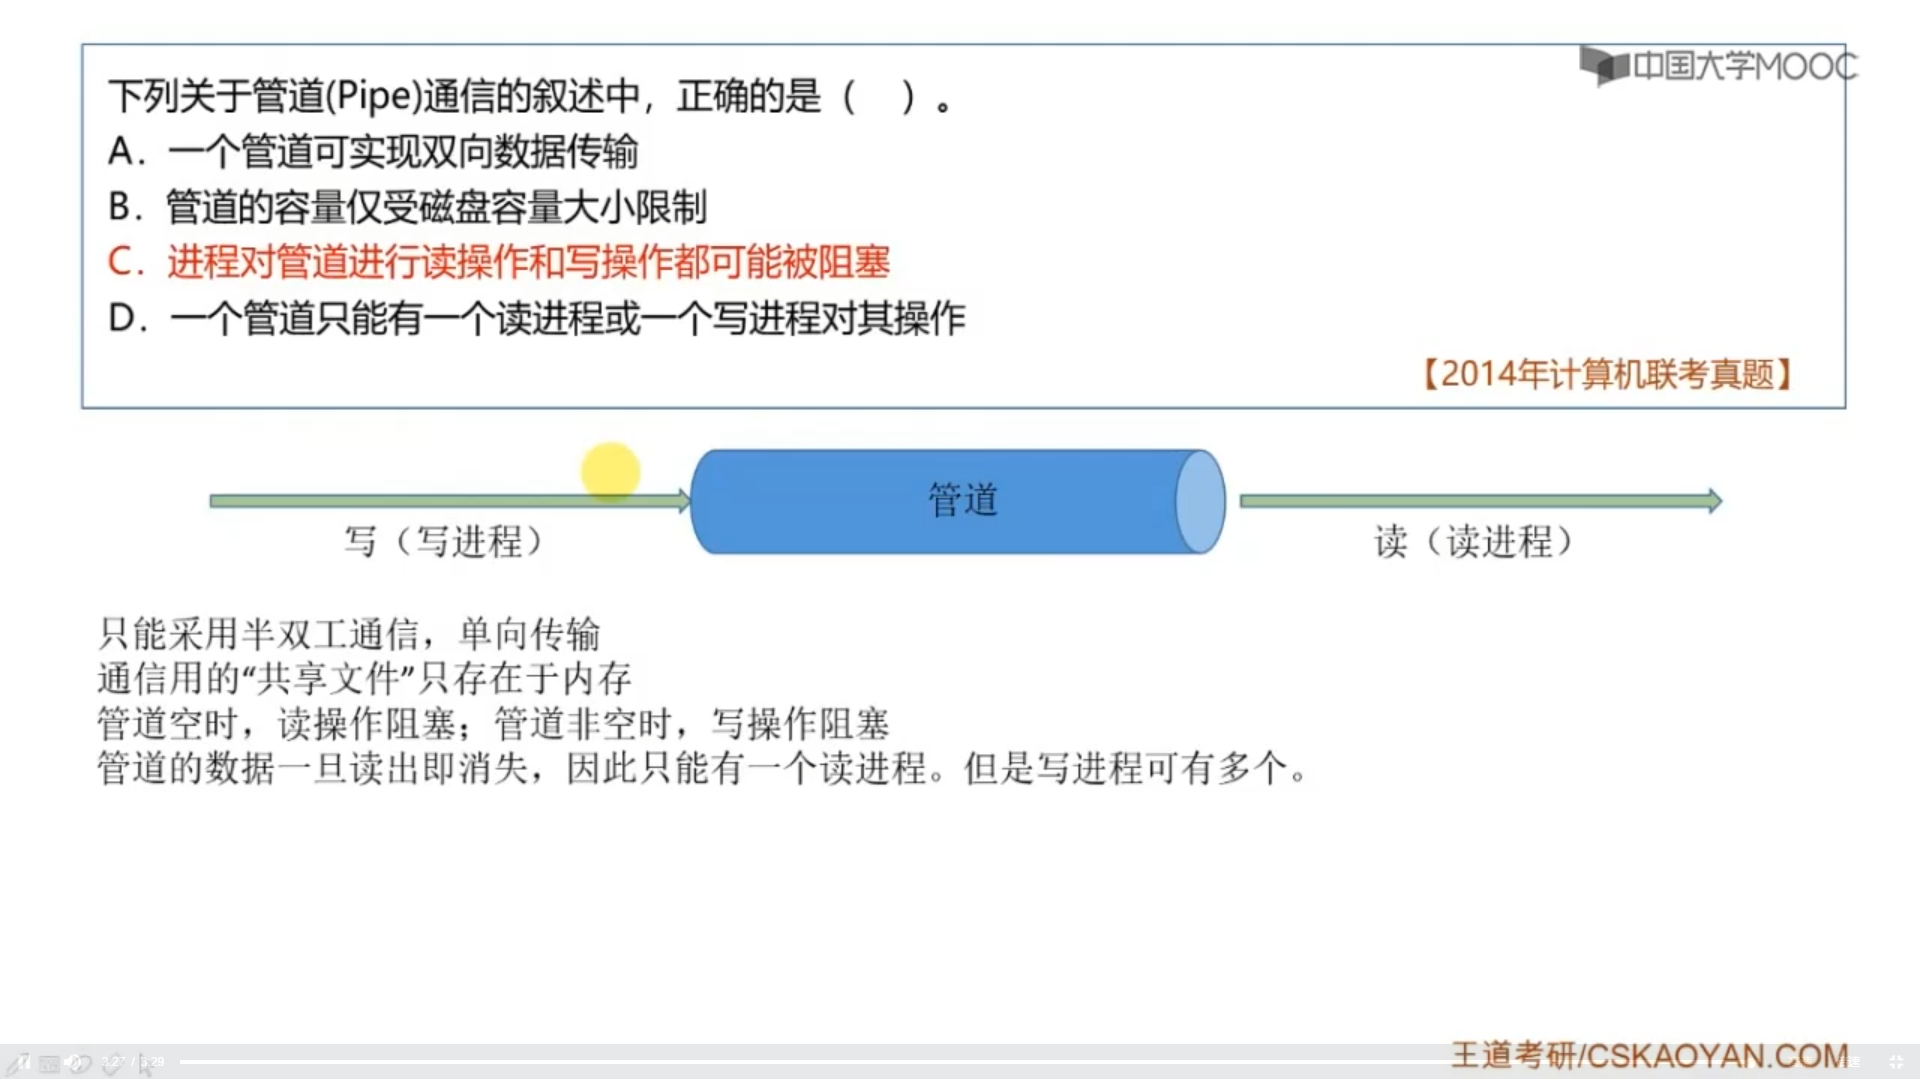 中国大学MOOC
下列关于管道(Pipe)通信的叙述中，正确的是（　）。
A．一个管道可实现双向数据传输
B．管道的容量仅受磁盘容量大小限制
C．进程对管道进行读操作和写操作都可能被阻塞
D．一个管道只能有一个读进程或一个写进程对其操作
【2014年计算机联考真题】
管道
写（写进程）
读（读进程）
只能采用半双工通信，单向传输
通信用的“共享文件”只存在于内存
管道空时，读操作阻塞；管道非空时，写操作阻塞
管道的数据一旦读出即消失，因此只能有一个读进程。但是写进程可有多个。
王道考研/CSKAOYAN.COM